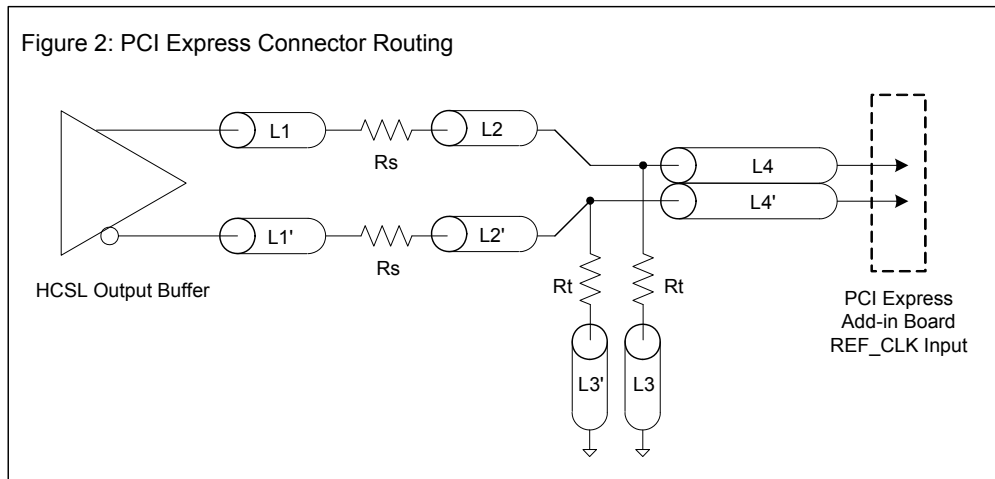 Figure 2: PCI Express Connector Routing
L1
Rs
L2
L4
L4'
L1'
Rs
L2'
HCSL Output Buffer
Rt
Rt
L3'
L3
PCI Express
Add-in Board
REF_CLK Input